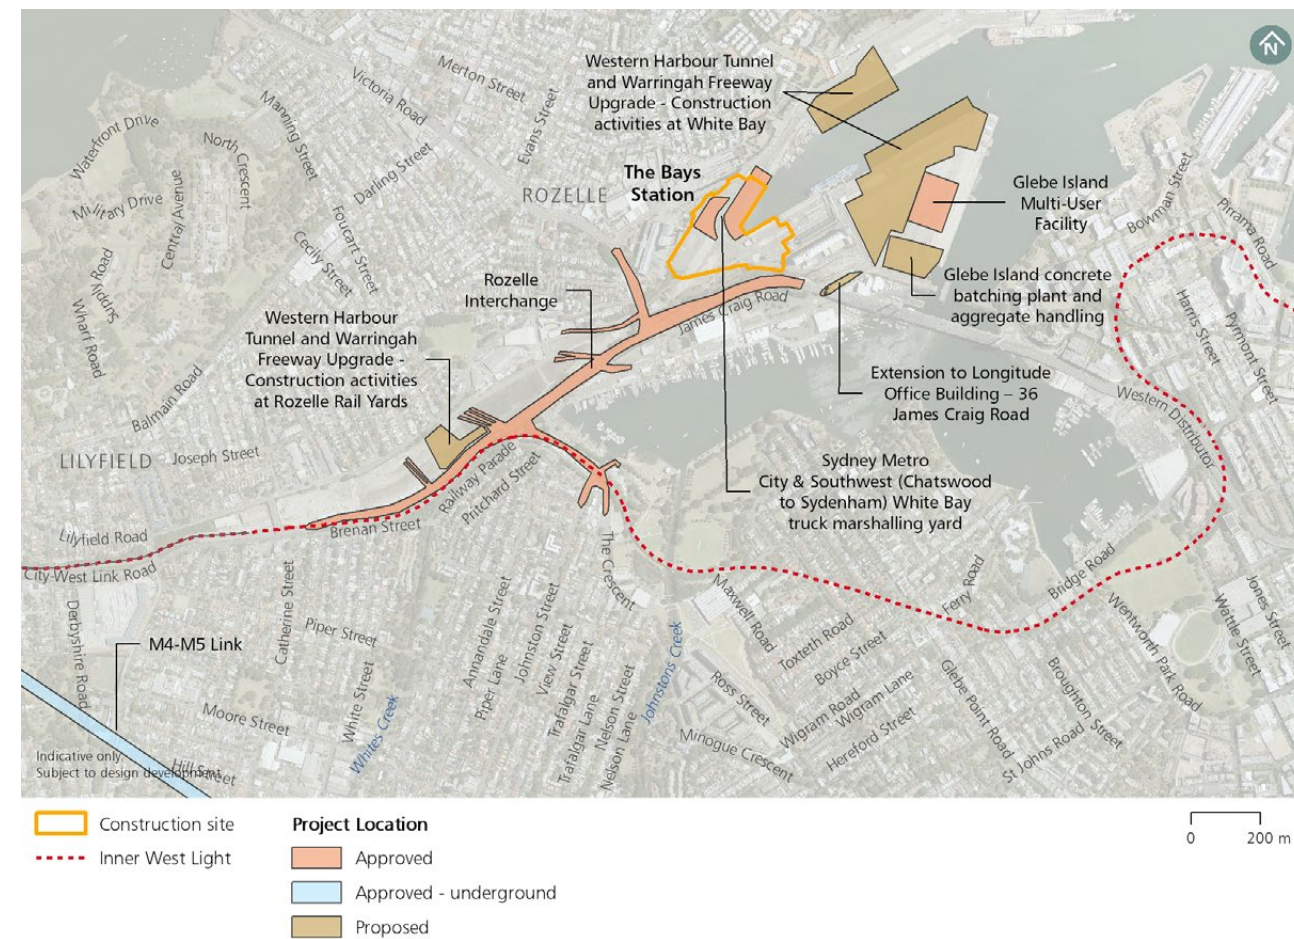 N
Western Harbour Tunnel
and Warringah Freeway
Upgrade - Construction
activities at White Bay
Merton Street
Victoria Road
Manning Street
Evans Street
Waterfront Drive
North Crescent
Darling Street
The Bays
Station
ROZELLE
Glebe Island
Multi-User
Facility
Bowman Street
Pirrama Road
Military Drive
Central Avenue
Foucart Street
Cecily Street
Supply Road
Wharf Road
Rozelle
Interchange
James Craig Road
Glebe Island concrete
batching plant and
aggregate handling
Harris Street
Pyrmont Street
Western Harbour
Tunnel and Warringah
Freeway Upgrade -
Construction activities
at Rozelle Rail Yards
Extension to Longitude
Office Building – 36
James Craig Road
Western Distributor
Balmain Road
LILYFIELD
Joseph Street
Railway Parade
Pritchard Street
Sydney Metro
City & Southwest (Chatswood
to Sydenham) White Bay
truck marshalling yard
Lilyfield Road
Brenan Street
City-West Link Road
The Crescent
Derbyshire Road
Catherine Street
Piper Street
M4-M5 Link
Annandale Street
Piper Lane
Johnston Street
View Street
Trafalgar Street
Trafalgar Lane
Nelson Street
Nelson Lane
Johnstons Creek
Maxwell Road
Toxteth Road
Boyce Street
Ferry Road
Bridge Road
Wentworth Park Road
Wattle Street
Jones Street
Moore Street
White Street
Whites Creek
Ross Street
Minogue Crescent
Wigram Road
Wigram Lane
Hereford Street
Glebe Point Road
Broughton Street
St Johns Road
Hill Street
Indicative only.
Subject to design development
Construction site
Inner West Light
Project Location
Approved
Approved - underground
Proposed
0 200 m